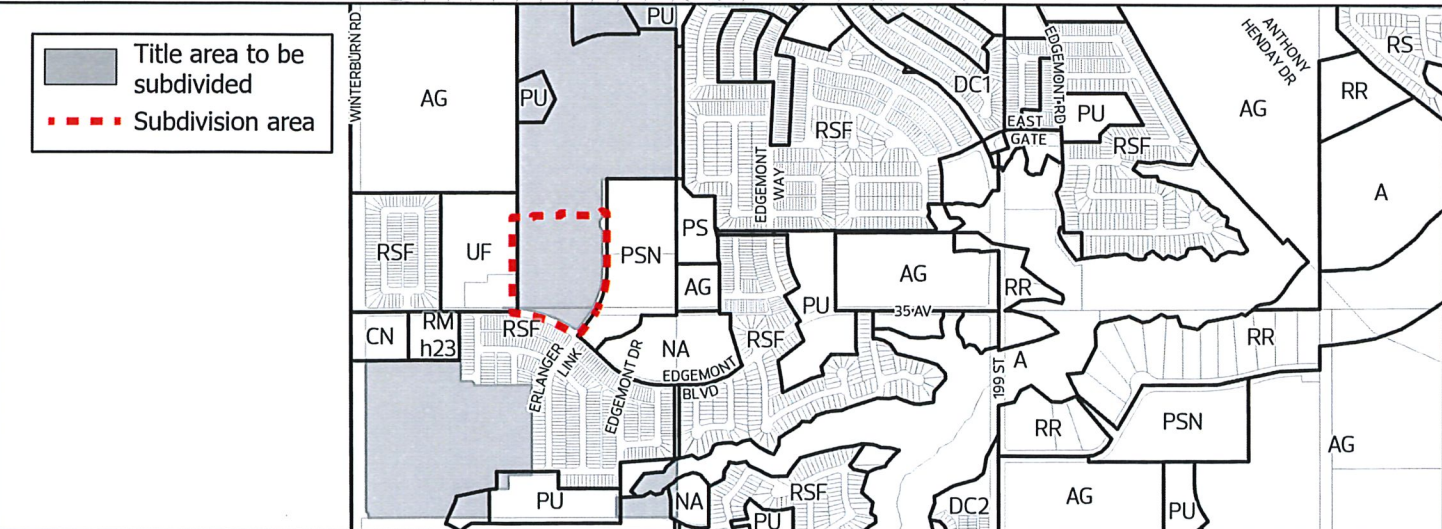 Title area to be
subdivided
Subdivision area
WINTERBURN RD
AG
PU
PU
RSF
EDGEMONT
WAY
DC1
EDGEMONT RD
EAST
GATE
PU
RSF
ANTHONY
HENDAY DR
AG
RR
RS
A
RSF
UF
PSN
PS
AG
AG
PU
RR
35 AV
CN
RM
h23
RSF
ERLANGER
LINK
EDGEMONT DR
NA
EDGEMONT
BLVD
RSF
199 ST
A
RR
RR
PSN
AG
PU
NA
RSF
PU
DC2
AG
PU